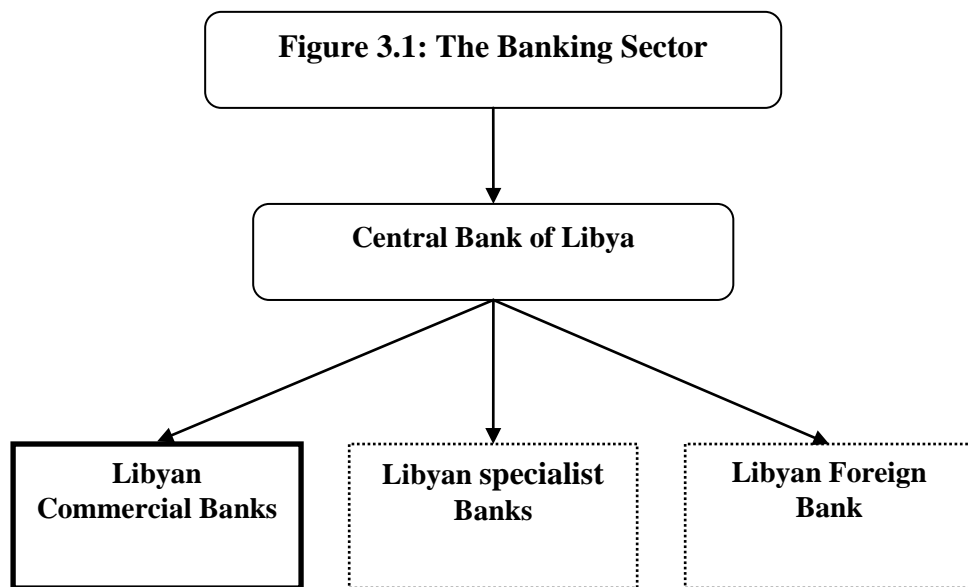 Figure 3.1: The Banking Sector
Central Bank of Libya
Libyan
Commercial Banks
Libyan specialist
Banks
Libyan Foreign
Bank